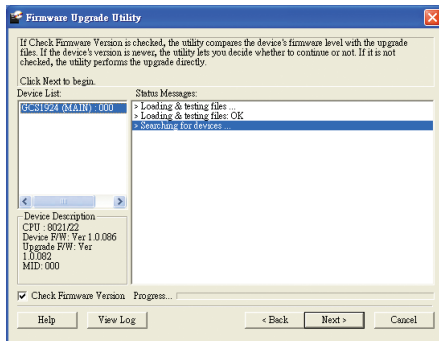 Firmware Upgrade Utility
If Check Firmware Version is checked, the utility compares the device's firmware level with the upgrade
files. If the device's version is newer, the utility lets you decide whether to continue or not. If it is not
checked, the utility performs the upgrade directly.
Click Next to begin.
Device List:
Status Messages:
GCS1924 (MAIN) : 000
> Loading & testing files ...
> Loading & testing files: OK
> Searching for devices ...
Device Description
CPU : 8021/22
Device F/W: Ver 1.0.086
Upgrade F/W: Ver
1.0.082
MID: 000
Check Firmware Version Progress...
Help View Log < Back Next > Cancel